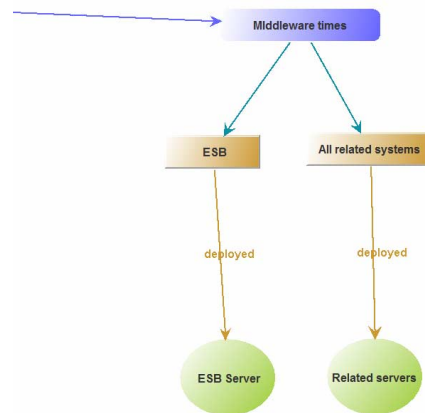 MIddleware times
ESB
All related systems
deployed
deployed
ESB Server
Related servers